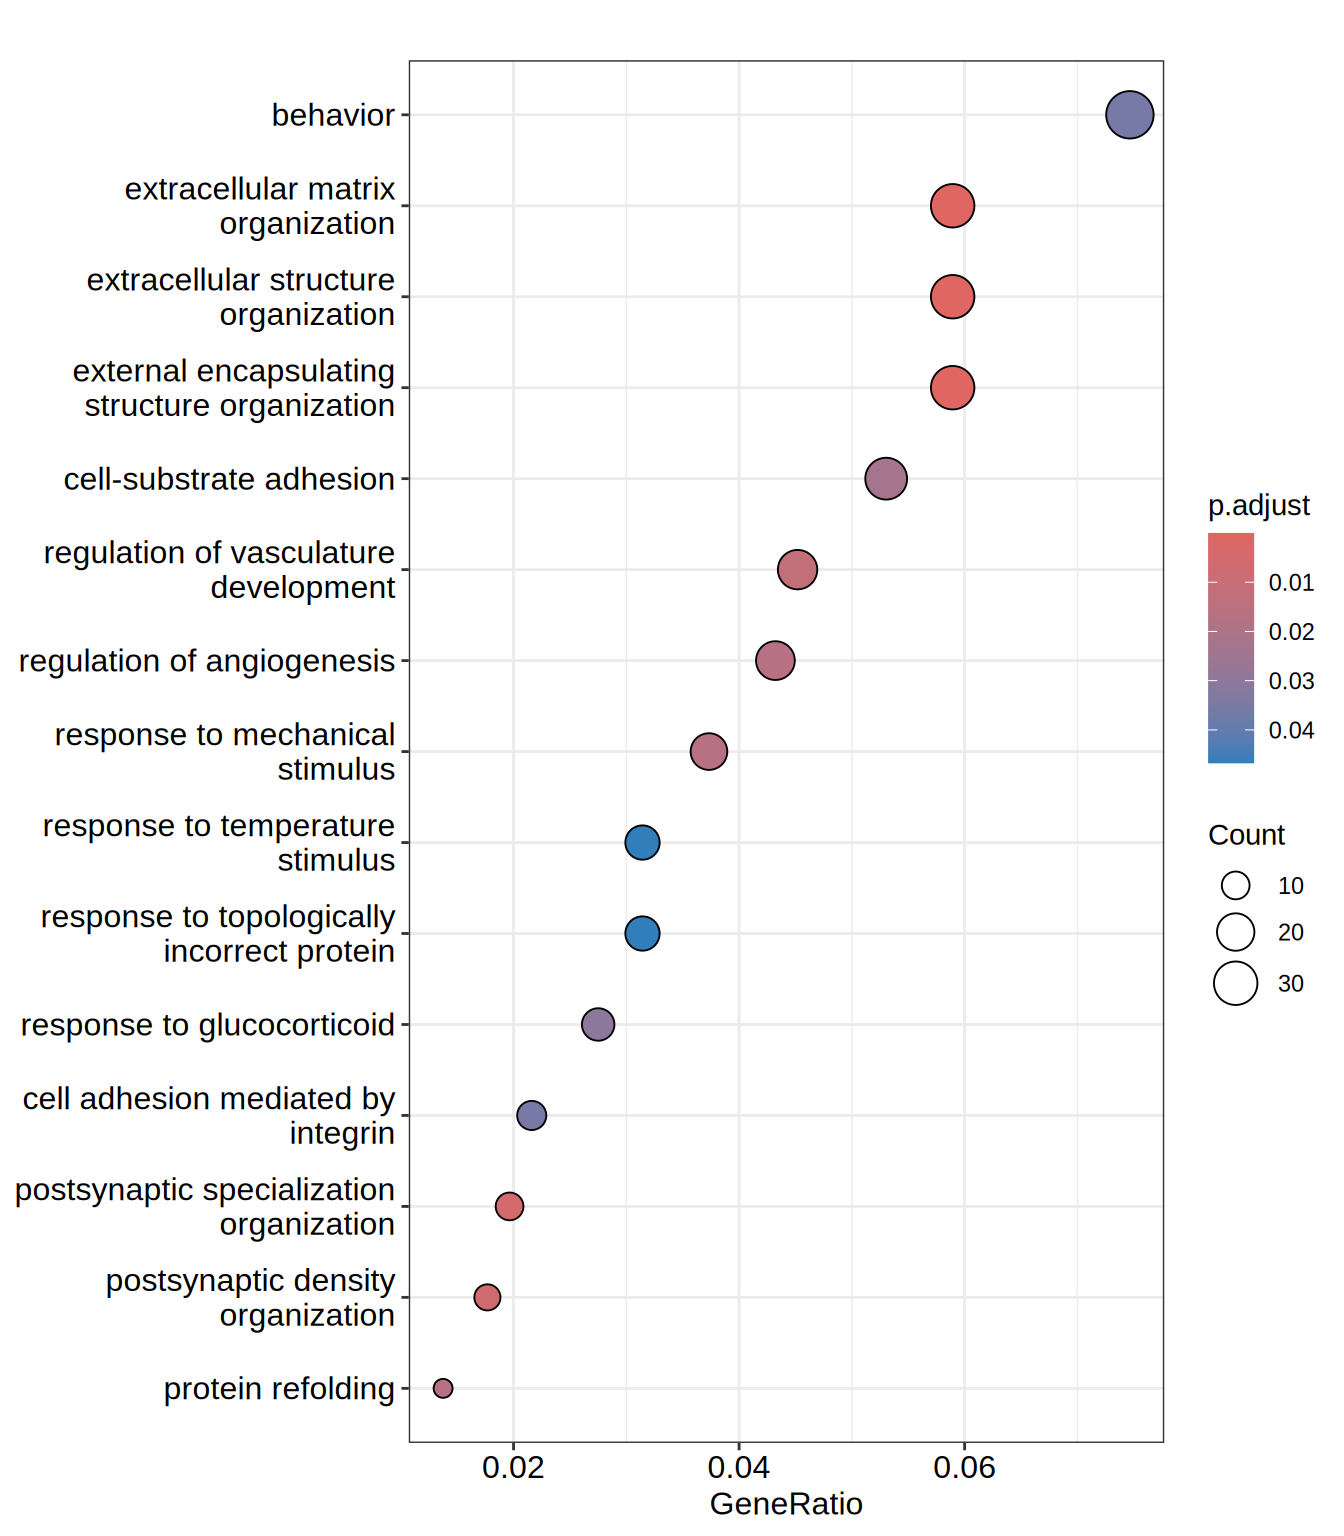 behavior
extracellular matrix
organization
extracellular structure
organization
external encapsulating
structure organization
cell-substrate adhesion
regulation of vasculature
development
regulation of angiogenesis
response to mechanical
stimulus
response to temperature
stimulus
response to topologically
incorrect protein
response to glucocorticoid
cell adhesion mediated by
integrin
postsynaptic specialization
organization
postsynaptic density
organization
protein refolding
0.02 0.04 0.06
GeneRatio
p.adjust
0.01
0.02
0.03
0.04
Count
10
20
30